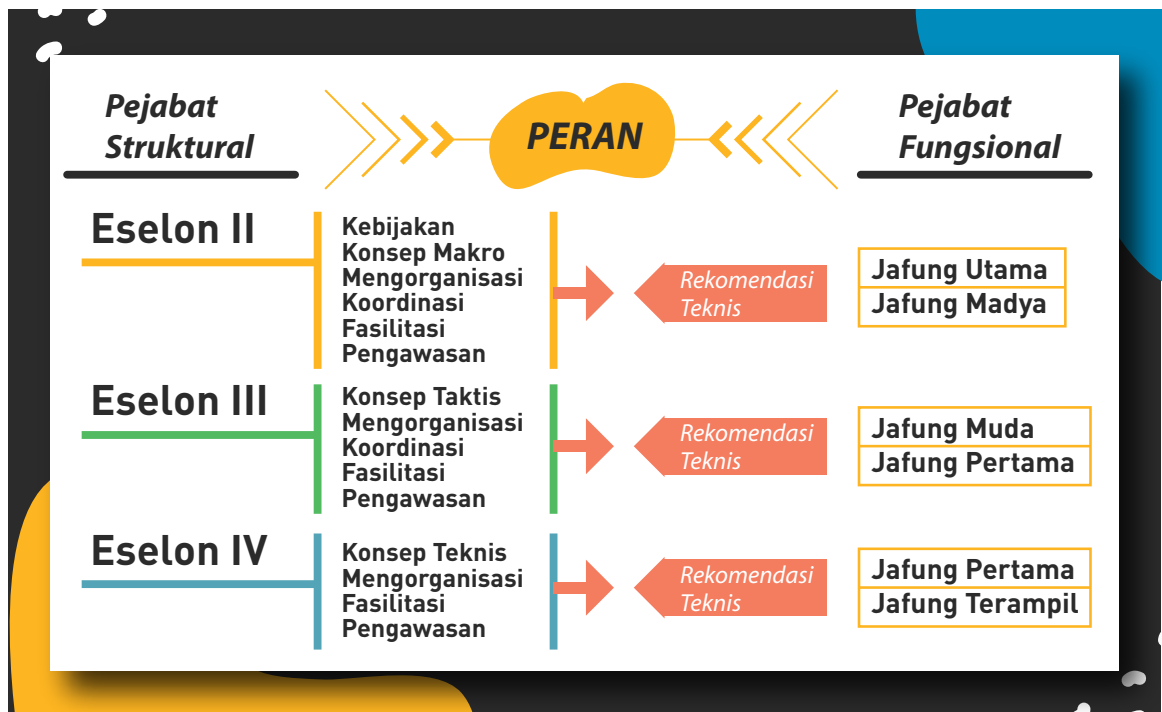 Pejabat
Struktural
PERAN
Pejabat
Fungsional
Eselon II
Kebijakan
Konsep Makro
Mengorganisasi
Koordinasi
Fasilitasi
Pengawasan
Rekomendasi
Teknis
Jafung Utama
Jafung Madya
Eselon III
Konsep Taktis
Mengorganisasi
Koordinasi
Fasilitasi
Pengawasan
Rekomendasi
Teknis
Jafung Muda
Jafung Pertama
Eselon IV
Konsep Teknis
Mengorganisasi
Fasilitasi
Pengawasan
Rekomendasi
Teknis
Jafung Pertama
Jafung Terampil